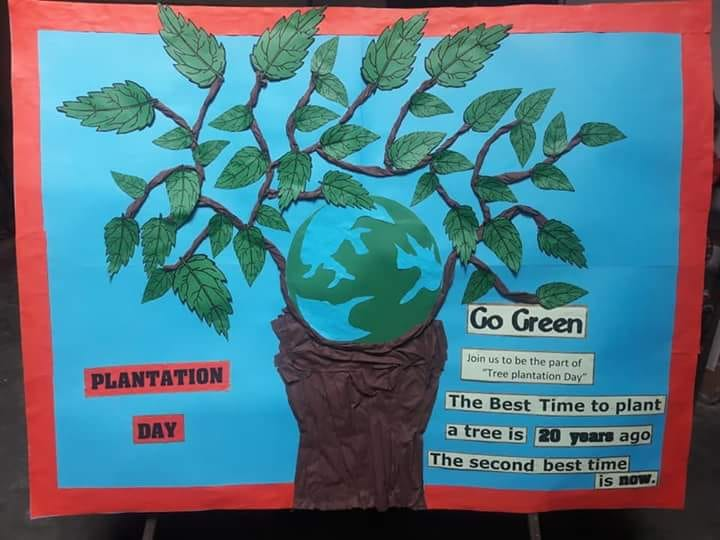 PLANTATION
DAY
Go Green
Join us to be the part of
"Tree plantation Day"
The Best Time to plant
a tree is 20 years ago
The second best time
is now.